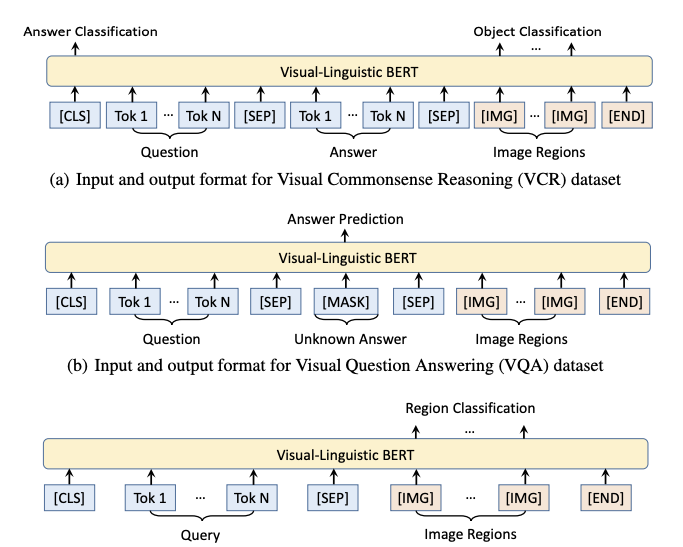 Answer Classification Object Classification
...
Visual-Linguistic BERT
[CLS] Tok 1 ... Tok N [SEP] Tok 1 ... Tok N [SEP] [IMG] ... [IMG] [END]
Question Answer Image Regions
(a) Input and output format for Visual Commonsense Reasoning (VCR) dataset
Answer Prediction
Visual-Linguistic BERT
[CLS] Tok 1 ... Tok N [SEP] [MASK] [SEP] [IMG] ... [IMG] [END]
Question Unknown Answer Image Regions
(b) Input and output format for Visual Question Answering (VQA) dataset
Region Classification
...
Visual-Linguistic BERT
[CLS] Tok 1 ... Tok N [SEP] [IMG] ... [IMG] [END]
Query Image Regions